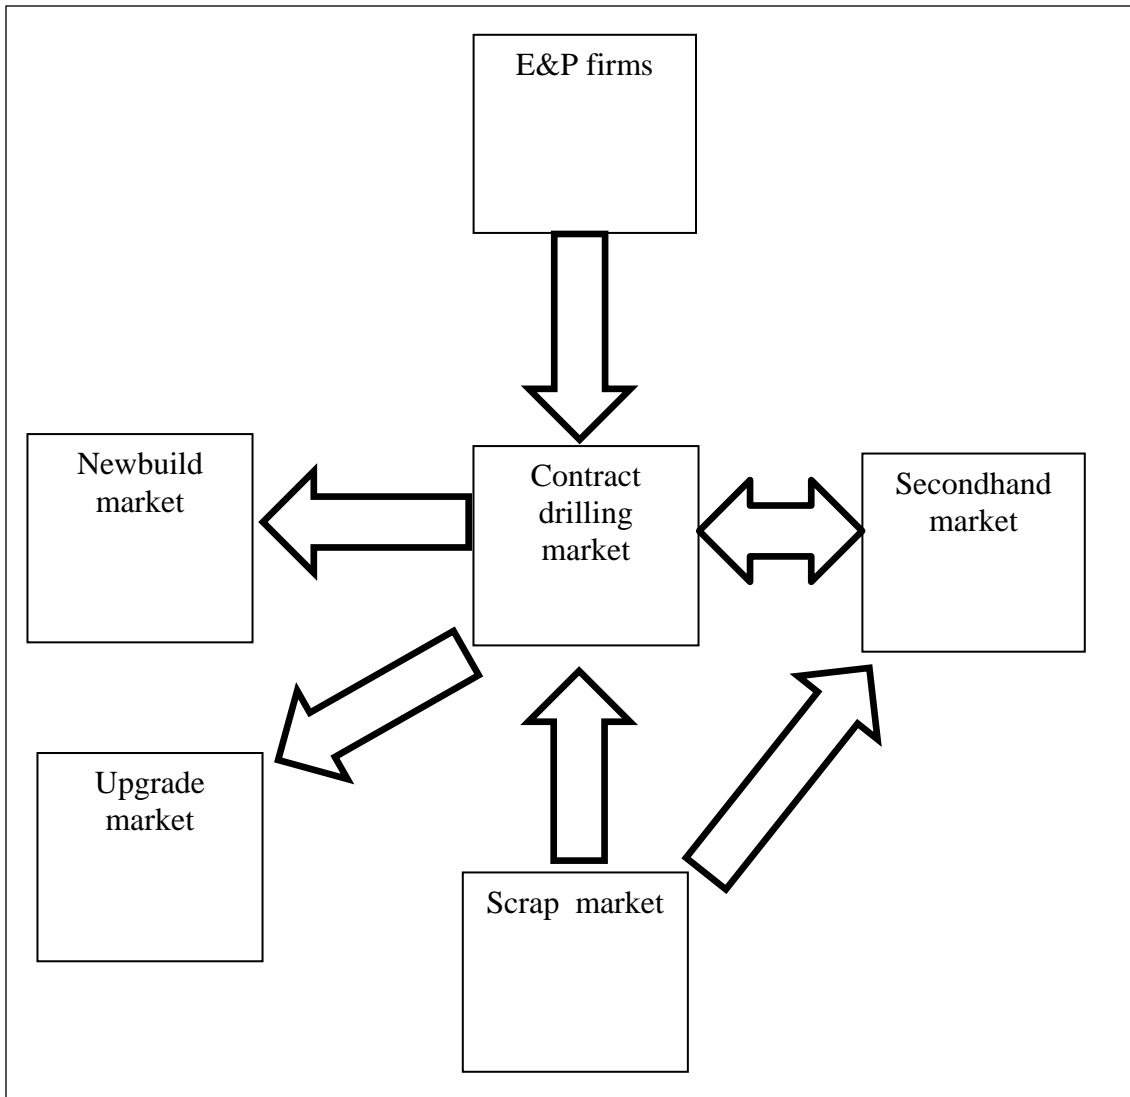 E&P firms
Newbuild
market
Contract
drilling
market
Secondhand
market
Upgrade
market
Scrap market